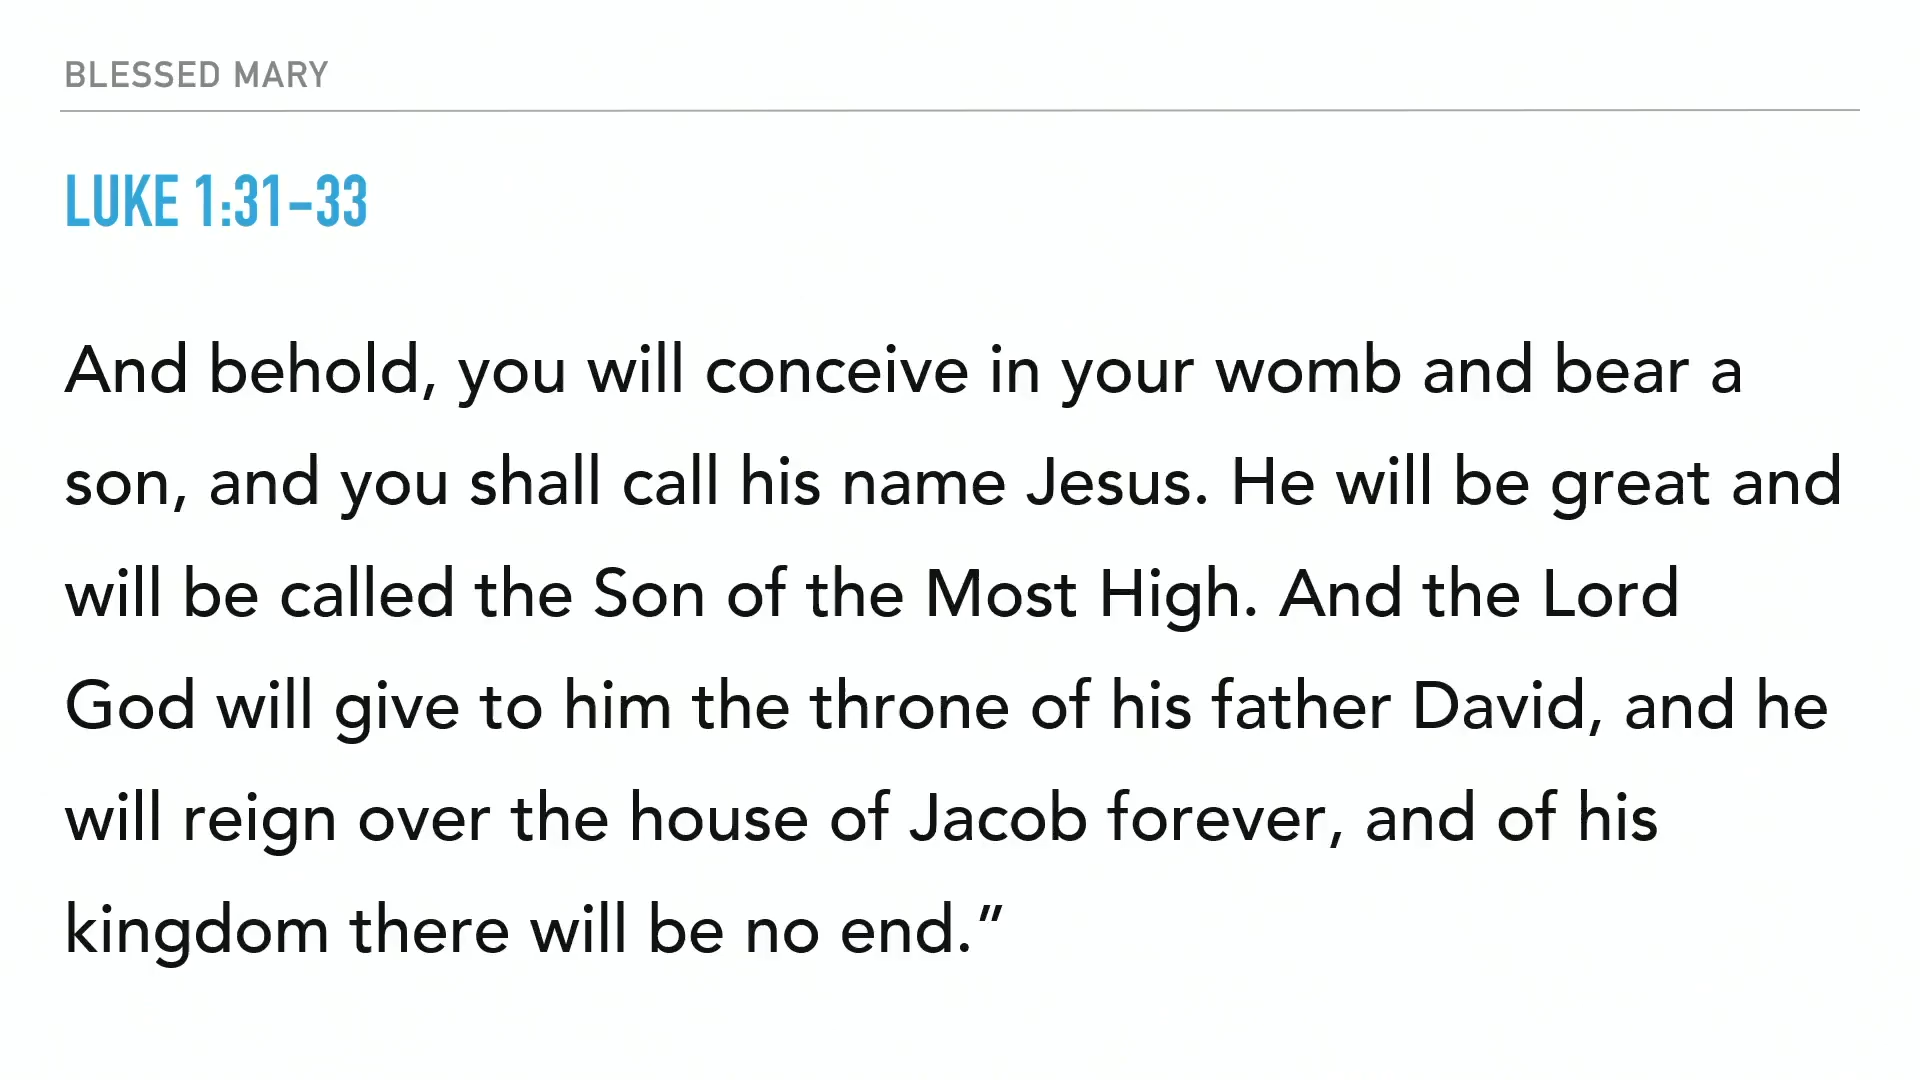 BLESSED MARY
LUKE 1:31-33
And behold, you will conceive in your womb and bear a
son, and you shall call his name Jesus. He will be great and
will be called the Son of the Most High. And the Lord
God will give to him the throne of his father David, and he
will reign over the house of Jacob forever, and of his
kingdom there will be no end.”